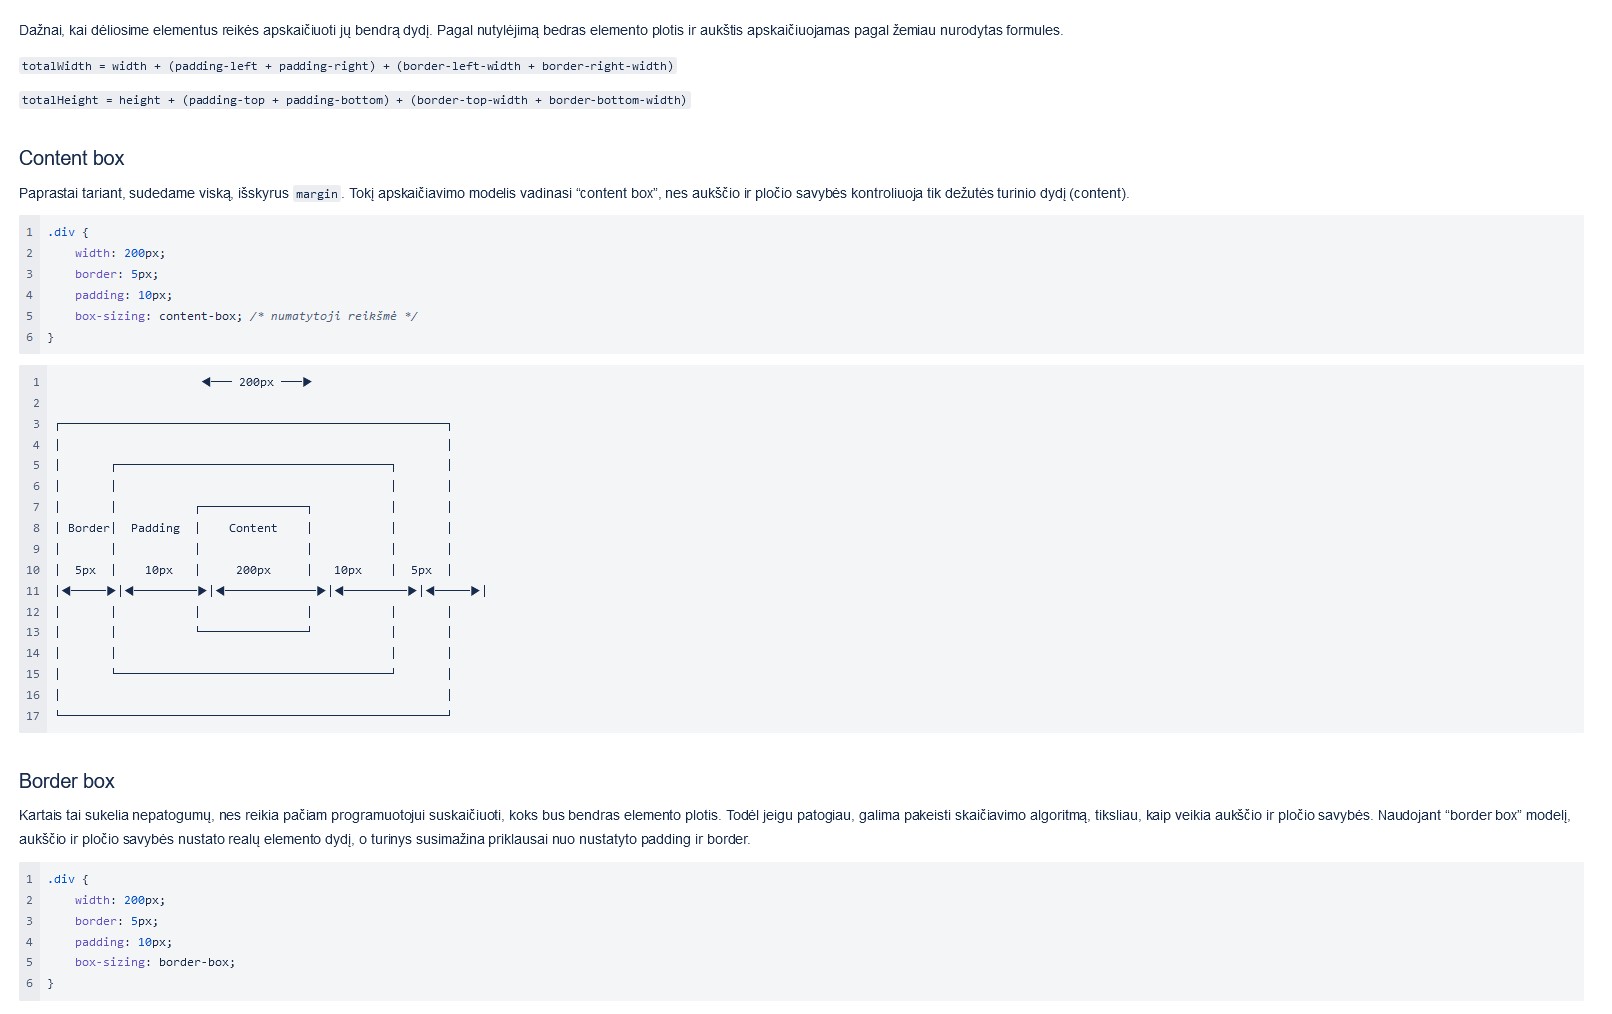 Dažnai, kai dėliosime elementus reikės apskaičiuoti jų bendrą dydį. Pagal nutylėjimą bedras elemento plotis ir aukštis apskaičiuojamas pagal žemiau nurodytas formules.
totalWidth = width + (padding-left + padding-right) + (border-left-width + border-right-width)
totalHeight = height + (padding-top + padding-bottom) + (border-top-width + border-bottom-width)
Content box
Paprastai tariant, sudedame viską, išskyrus margin. Tokį apskaičiavimo modelis vadinasi “content box”, nes aukščio ir pločio savybės kontroliuoja tik dežutės turinio dydį (content).
1 .div {
2 width: 200px;
3 border: 5px;
4 padding: 10px;
5 box-sizing: content-box; /* numatytoji reikšmė */
6 }
1 200px
2
3
4
5
6
7
8 Border Padding Content
9
10 5px 10px 200px 10px 5px
11
12
13
14
15
16
17
Border box
Kartais tai sukelia nepatogumų, nes reikia pačiam programuotojui suskaičiuoti, koks bus bendras elemento plotis. Todėl jeigu patogiau, galima pakeisti skaičiavimo algoritmą, tiksliau, kaip veikia aukščio ir pločio savybės. Naudojant “border box” modelį,
aukščio ir pločio savybės nustato realų elemento dydį, o turinys susimažina priklausai nuo nustatyto padding ir border.
1 .div {
2 width: 200px;
3 border: 5px;
4 padding: 10px;
5 box-sizing: border-box;
6 }